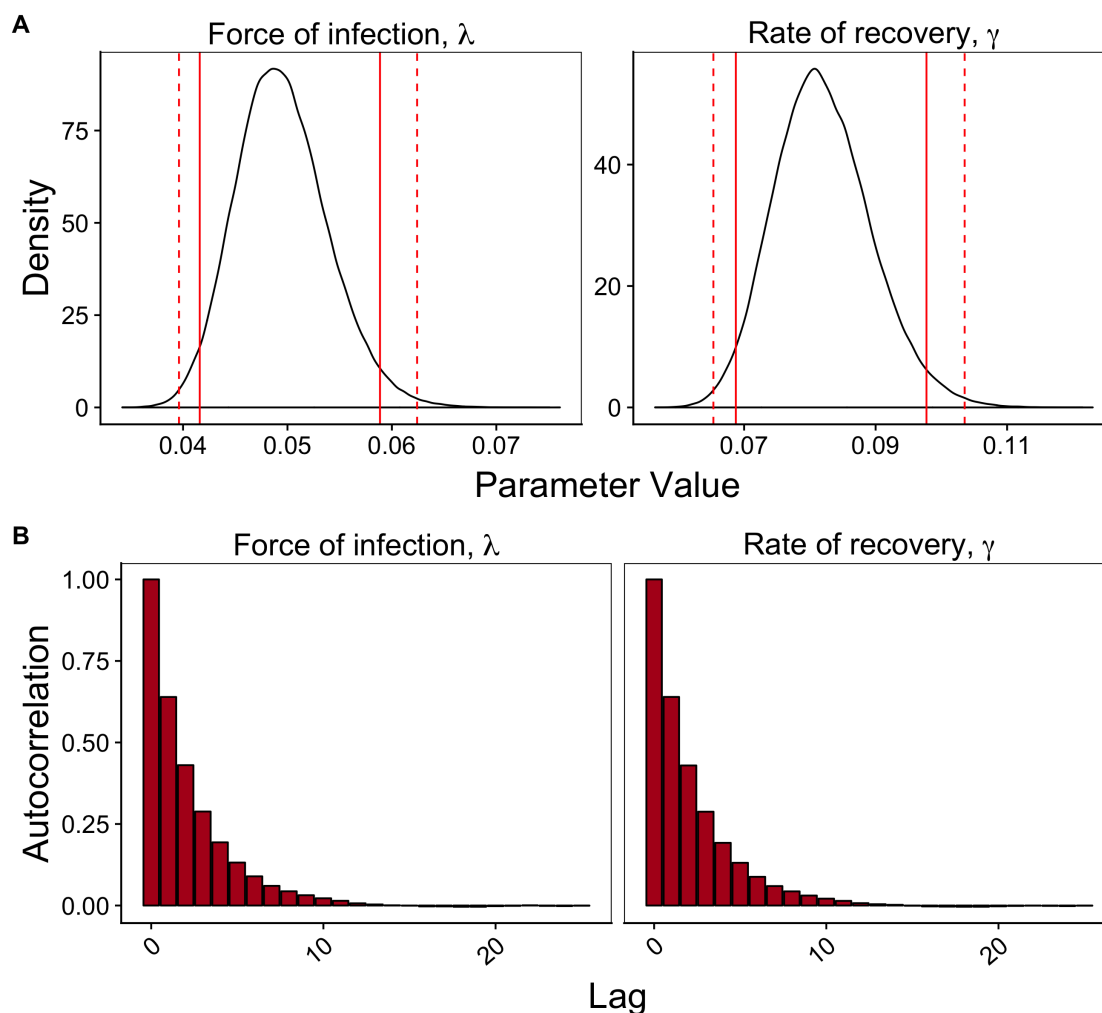 A
Force of infection, λ
Rate of recovery, γ
Density
75
50
25
0
40
20
0
0.04
0.05
0.06
0.07
0.07
0.09
0.11
Parameter Value
B
Force of infection, λ
Rate of recovery, γ
Autocorrelation
1.00
0.75
0.50
0.25
0.00
0
10
20
0
10
20
Lag